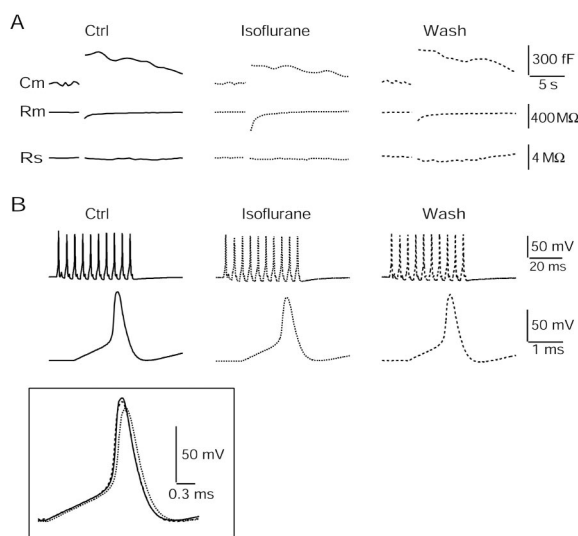 A
Ctrl
Isoflurane
Wash
Cm
300 fF
5 s
Rm
400 MΩ
Rs
4 MΩ
B
Ctrl
Isoflurane
Wash
50 mV
20 ms
50 mV
1 ms
50 mV
0.3 ms